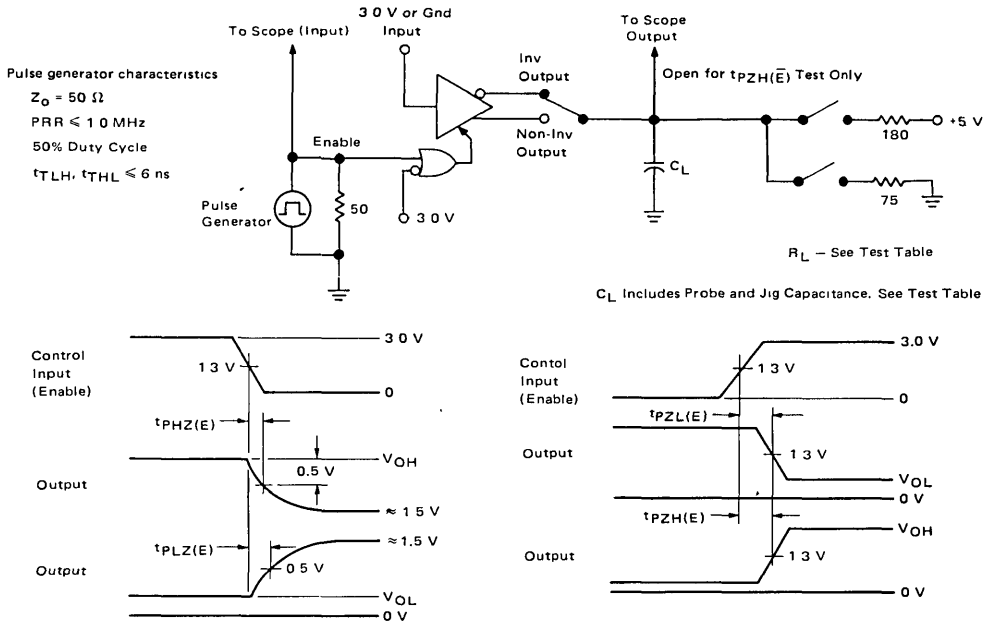 3 0 V or Gnd
Input
To Scope (Input)
To Scope
Output
Pulse generator characteristics
Zo = 50 Ω
PRR ≤ 1 0 MHz
50% Duty Cycle
tTLH, tTHL ≤ 6 ns
Inv
Output
Open for tPZH(E̅) Test Only
+5 V
180
Enable
Non-Inv
Output
CL
75
50
Pulse
Generator
3 0 V
RL – See Test Table
CL Includes Probe and Jig Capacitance. See Test Table
Control
Input
(Enable)
3 0 V
1 3 V
0
tPHZ(E)
Output
VOH
0.5 V
≈ 1 5 V
tPLZ(E)
Output
≈ 1.5 V
0 5 V
VOL
0 V
Contol
Input
(Enable)
3.0 V
1 3 V
0
tPZL(E)
Output
1 3 V
VOL
0 V
tPZH(E)
Output
VOH
1 3 V
0 V